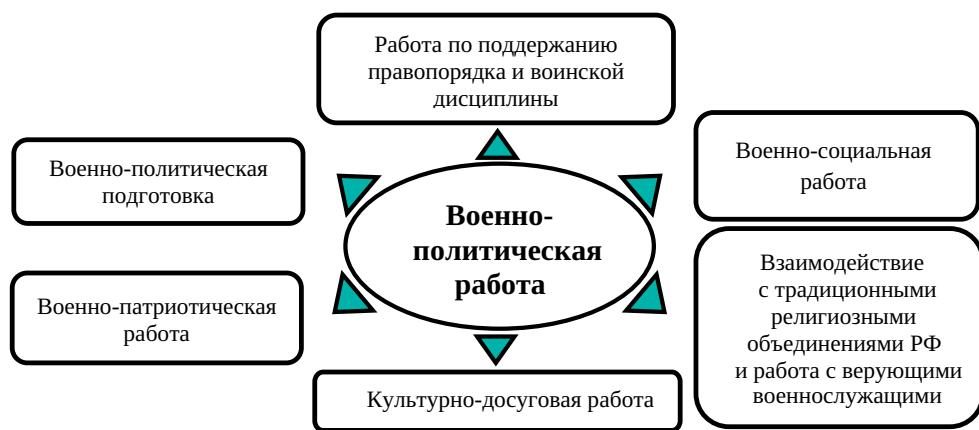 Работа по поддержанию
правопорядка и воинской
дисциплины
Военно-политическая
подготовка
Военно-социальная
работа
Военно-
политическая
работа
Военно-патриотическая
работа
Взаимодействие
с традиционными
религиозными
объединениями РФ
и работа с верующими
военнослужащими
Культурно-досуговая работа